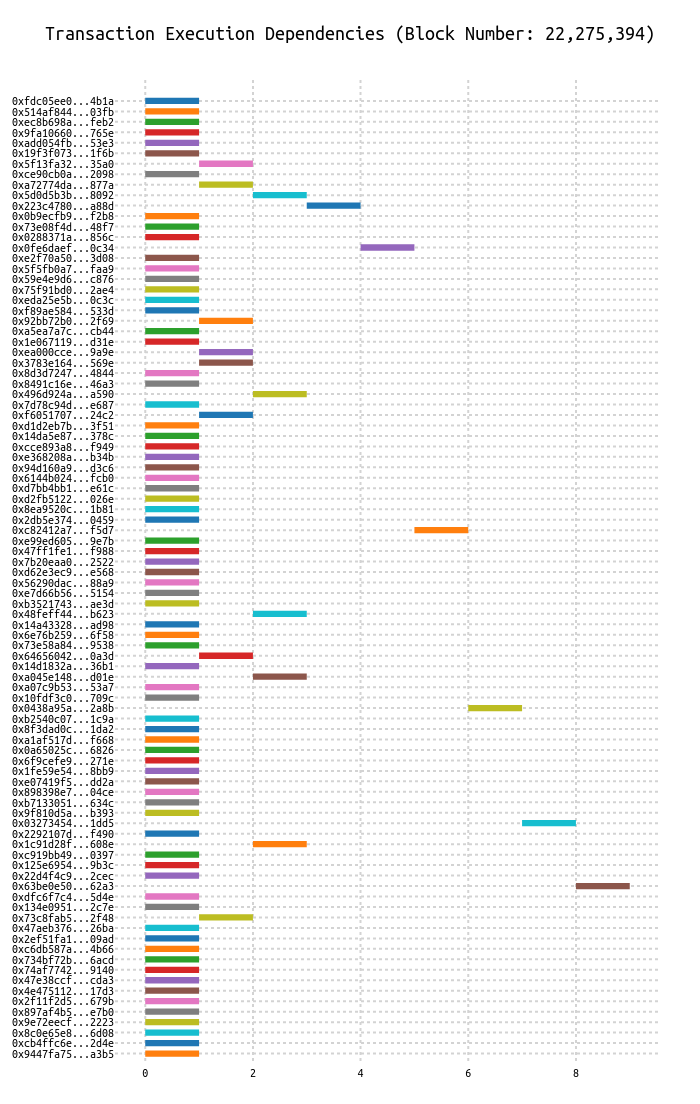 Transaction Execution Dependencies (Block Number: 22,275,394)
0xfdc05ee0...4b1a
0x514af844...03fb
0xec8b698a...feb2
0x9fa10660...765e
0xadd054fb...53e3
0x19f3f073...1f6b
0x5f13fa32...35a0
0xce90cb0a...2098
0xa72774da...877a
0x5d0d5b3b...8092
0x223c4780...a88d
0x0b9ecfb9...f2b8
0x73e08f4d...48f7
0x0288371a...856c
0x0fe6daef...0c34
0xe2f70a50...3d08
0x5f5fb0a7...faa9
0x59e4e9d6...c876
0x75f91bd0...2ae4
0xeda25e5b...0c3c
0xf89ae584...533d
0x92bb72b0...2f69
0xa5ea7a7c...cb44
0x1e067119...d31e
0xea000cce...9a9e
0x3783e164...569e
0x8d3d7247...4844
0x8491c16e...46a3
0x496d924a...a590
0x7d78c94d...e687
0xf6051707...24c2
0xd1d2eb7b...3f51
0x14da5e87...378c
0xcce893a8...f949
0xe368208a...b34b
0x94d160a9...d3c6
0x6144b024...fcb0
0xd7bb4bb1...e61c
0xd2fb5122...026e
0x8ea9520c...1b81
0x2db5e374...0459
0xc82412a7...f5d7
0xe99ed605...9e7b
0x47ff1fe1...f988
0x7b20eaa0...2522
0xd62e3ec9...e568
0x56290dac...88a9
0xe7d66b56...5154
0xb3521743...ae3d
0x48feff44...b623
0x14a43328...ad98
0x6e76b259...6f58
0x73e58a84...9538
0x64656042...0a3d
0x14d1832a...36b1
0xa045e148...d01e
0xa07c9b53...53a7
0x10fdf3c0...709c
0x0438a95a...2a8b
0xb2540c07...1c9a
0x8f3dad0c...1da2
0xa1af517d...f668
0x0a65025c...6826
0x6f9cefe9...271e
0x1fe59e54...8bb9
0xe07419f5...dd2a
0x898398e7...04ce
0xb7133051...634c
0x9f810d5a...b393
0x03273454...1dd5
0x2292107d...f490
0x1c91d28f...608e
0xc919bb49...0397
0x125e6954...9b3c
0x22d4f4c9...2cec
0x63be0e50...62a3
0xdfc6f7c4...5d4e
0x134e0951...2c7e
0x73c8fab5...2f48
0x47aeb376...26ba
0x2ef51fa1...09ad
0xc6db587a...4b66
0x734bf72b...6acd
0x74af7742...9140
0x47e38ccf...cda3
0x4e475112...17d3
0x2f11f2d5...679b
0x897af4b5...e7b0
0x9e72eecf...2223
0x8c0e65e8...6d08
0xcb4ffc6e...2d4e
0x9447fa75...a3b5
0 2 4 6 8